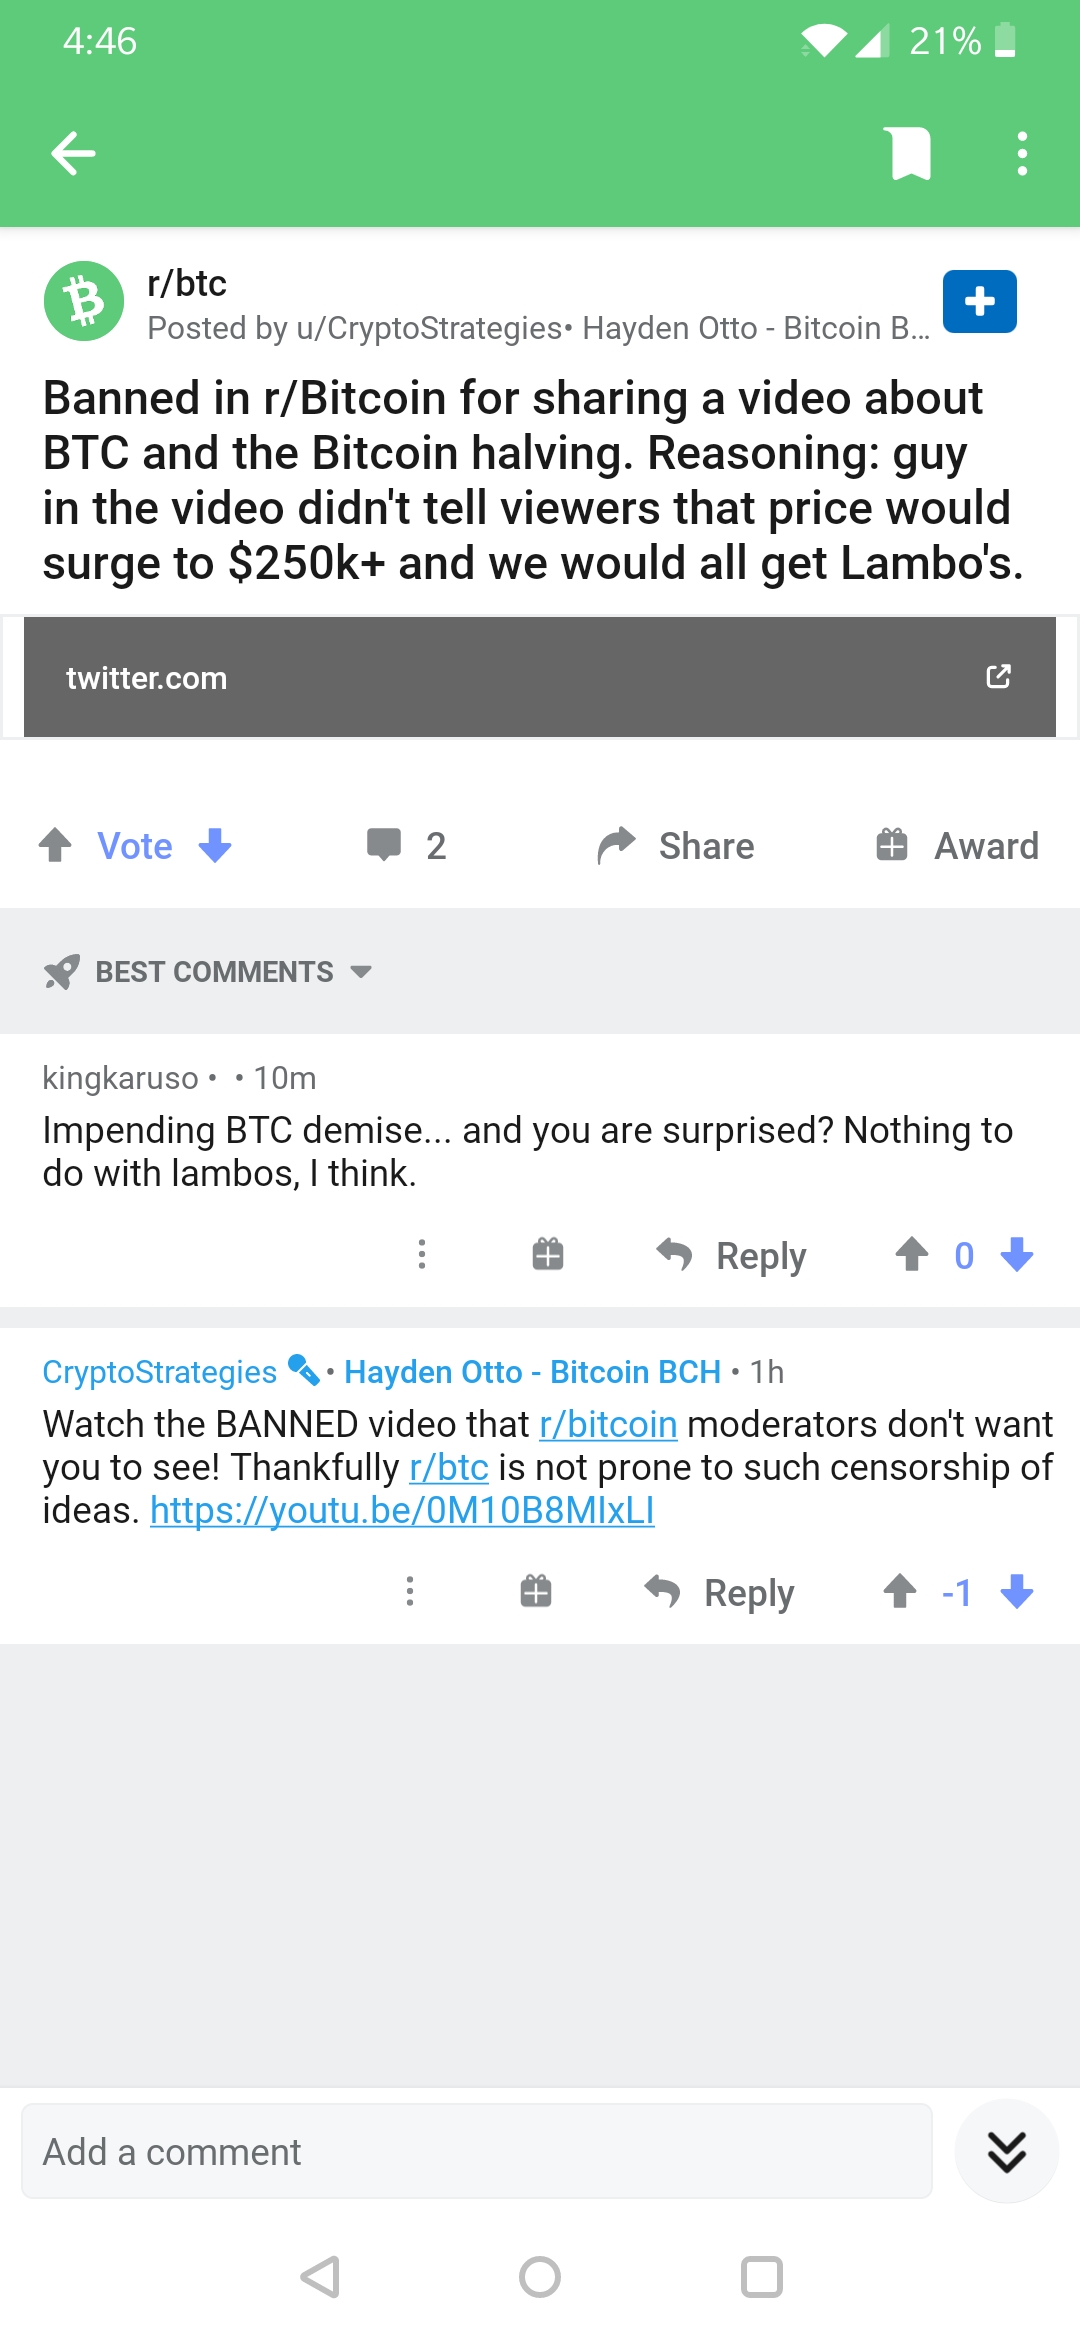 4:46
21%
r/btc
Posted by u/CryptoStrategies• Hayden Otto - Bitcoin B...
Banned in r/Bitcoin for sharing a video about
BTC and the Bitcoin halving. Reasoning: guy
in the video didn't tell viewers that price would
surge to $250k+ and we would all get Lambo's.
twitter.com
Vote
2
Share
Award
BEST COMMENTS
kingkaruso • • 10m
Impending BTC demise... and you are surprised? Nothing to
do with lambos, I think.
Reply
0
CryptoStrategies • Hayden Otto - Bitcoin BCH • 1h
Watch the BANNED video that r/bitcoin moderators don't want
you to see! Thankfully r/btc is not prone to such censorship of
ideas. https://youtu.be/0M10B8MIxLI
Reply
-1
Add a comment